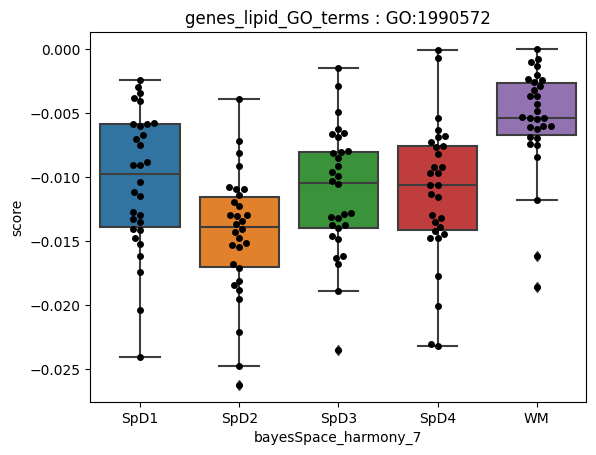 genes_lipid_GO_terms : GO:1990572
0.000
−0.005
−0.010
−0.015
−0.020
−0.025
score
SpD1 SpD2 SpD3 SpD4 WM
bayesSpace_harmony_7